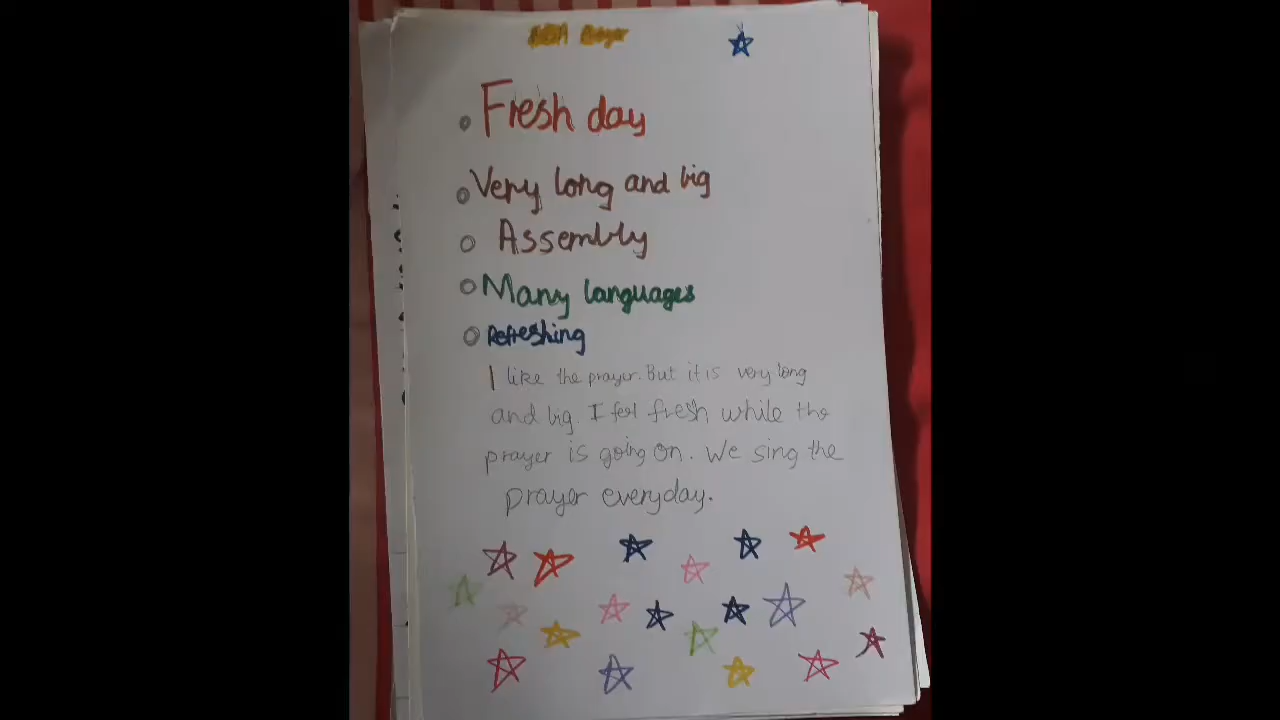 Fresh day
Very long and big
Assembly
Many languages
Refreshing
I like the prayer. But it is very long
and big. I feel fresh while the
prayer is going on. We sing the
prayer everyday.